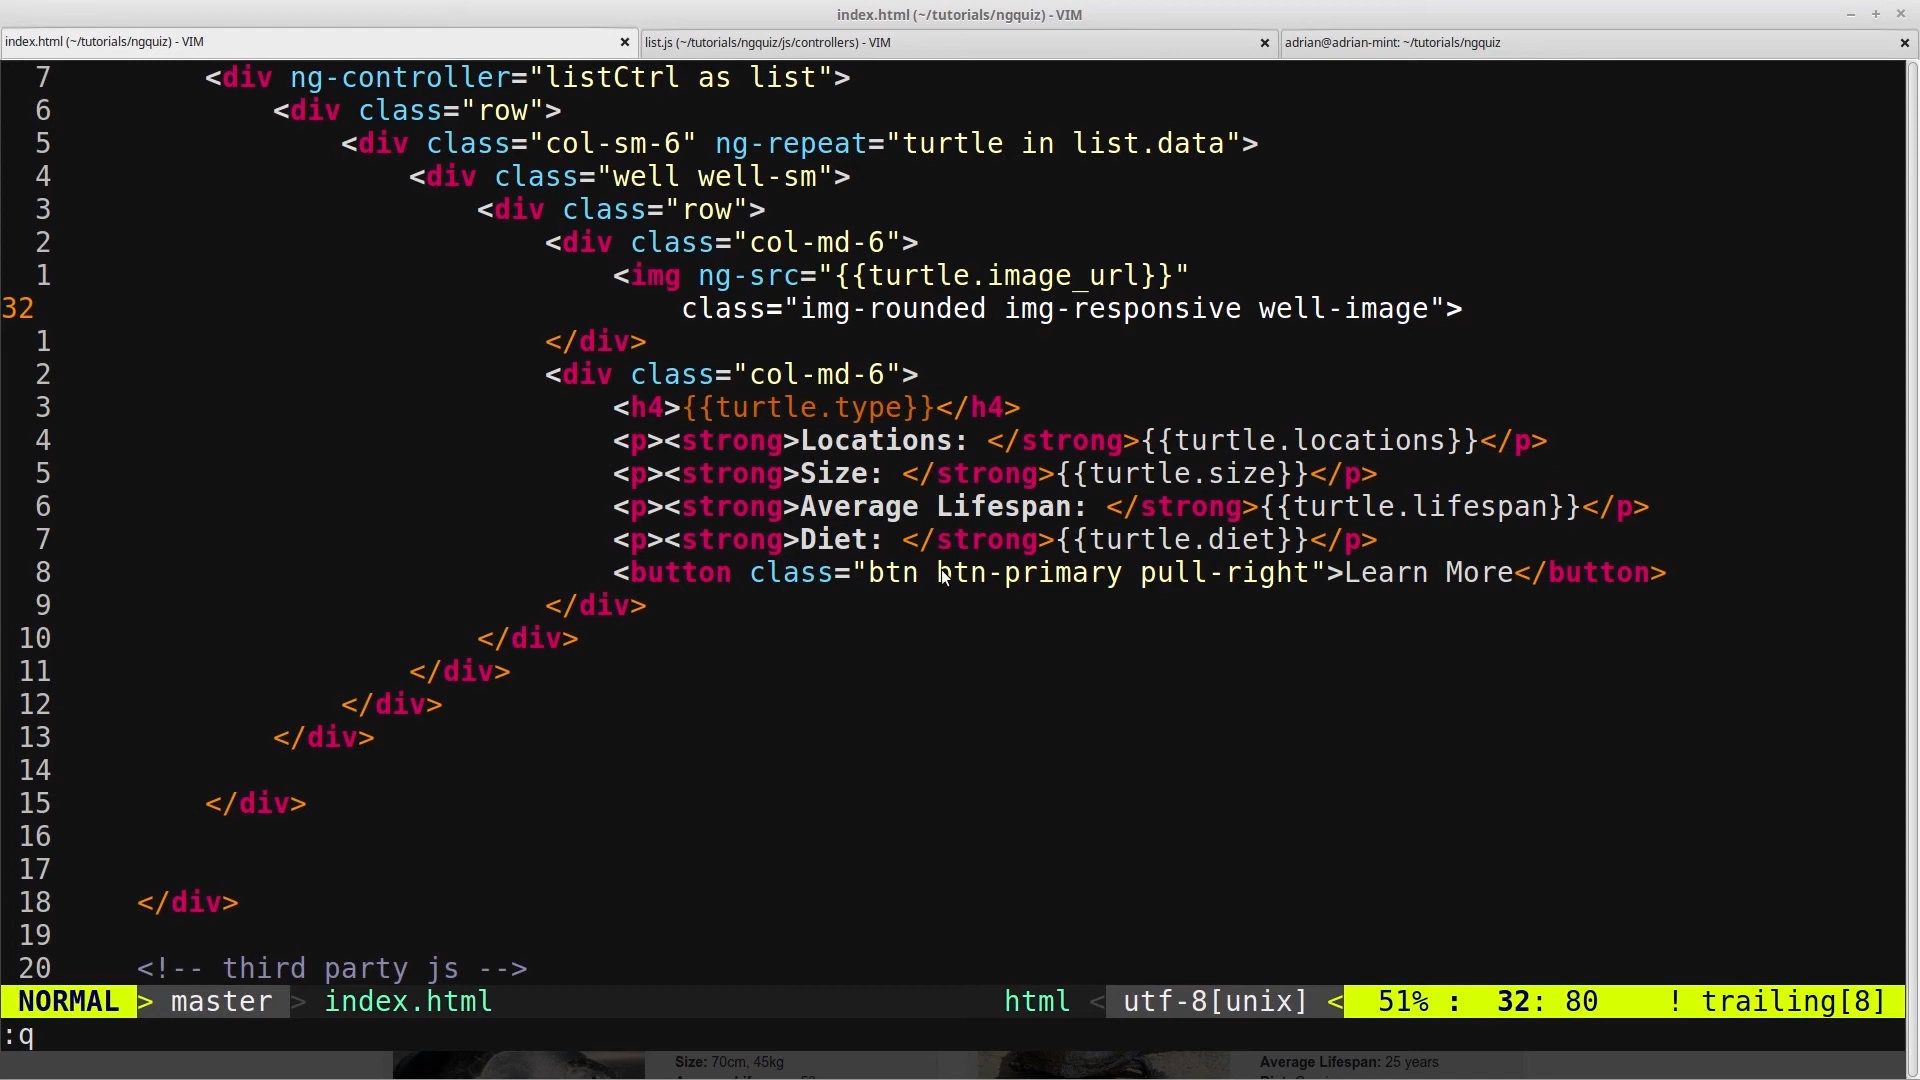 index.html (~/tutorials/ngquiz) - VIM
index.html (~/tutorials/ngquiz) - VIM
list.js (~/tutorials/ngquiz/js/controllers) - VIM
adrian@adrian-mint: ~/tutorials/ngquiz
7 <div ng-controller="listCtrl as list">
6 <div class="row">
5 <div class="col-sm-6" ng-repeat="turtle in list.data">
4 <div class="well well-sm">
3 <div class="row">
2 <div class="col-md-6">
1 <img ng-src="{{turtle.image_url}}"
32 class="img-rounded img-responsive well-image">
1 </div>
2 <div class="col-md-6">
3 <h4>{{turtle.type}}</h4>
4 <p><strong>Locations: </strong>{{turtle.locations}}</p>
5 <p><strong>Size: </strong>{{turtle.size}}</p>
6 <p><strong>Average Lifespan: </strong>{{turtle.lifespan}}</p>
7 <p><strong>Diet: </strong>{{turtle.diet}}</p>
8 <button class="btn btn-primary pull-right">Learn More</button>
9 </div>
10 </div>
11 </div>
12 </div>
13 </div>
14
15 </div>
16
17
18 </div>
19
20 <!-- third party js -->
NORMAL > master > index.html html < utf-8[unix] < 51% : 32: 80 ! trailing[8]
:q
Size: 70cm, 45kg
Average Lifespan: 25 years